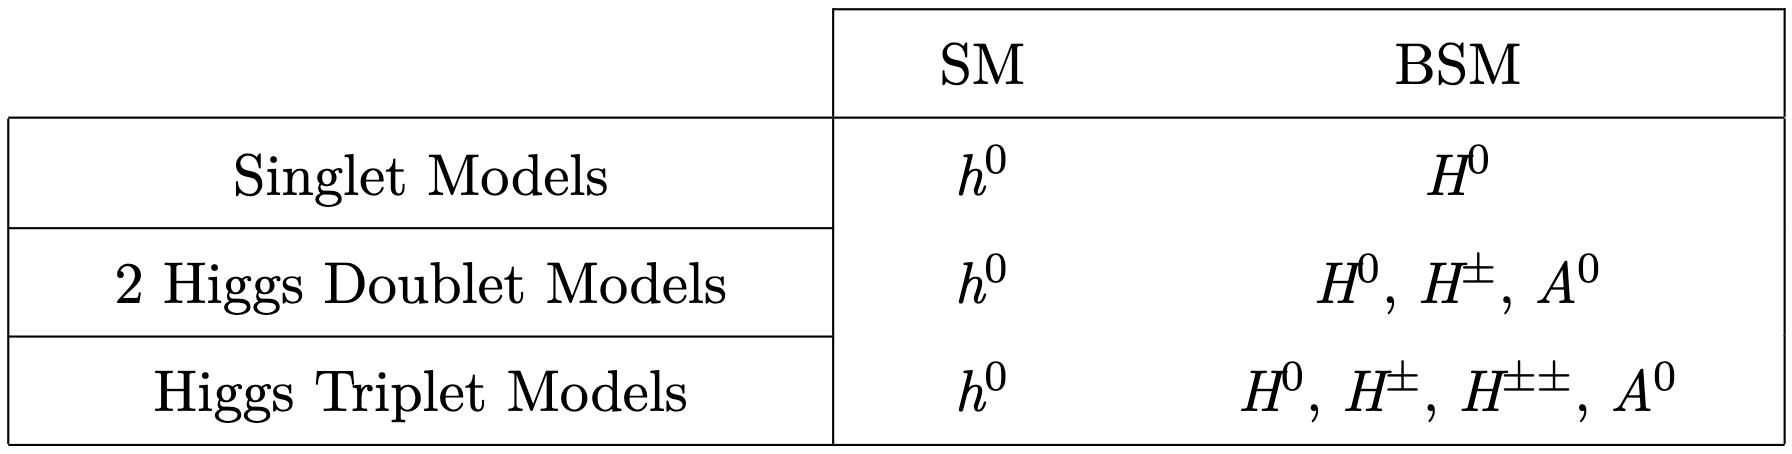 SM BSM
Singlet Models h⁰ H⁰
2 Higgs Doublet Models h⁰ H⁰, H±, A⁰
Higgs Triplet Models h⁰ H⁰, H±, H±±, A⁰